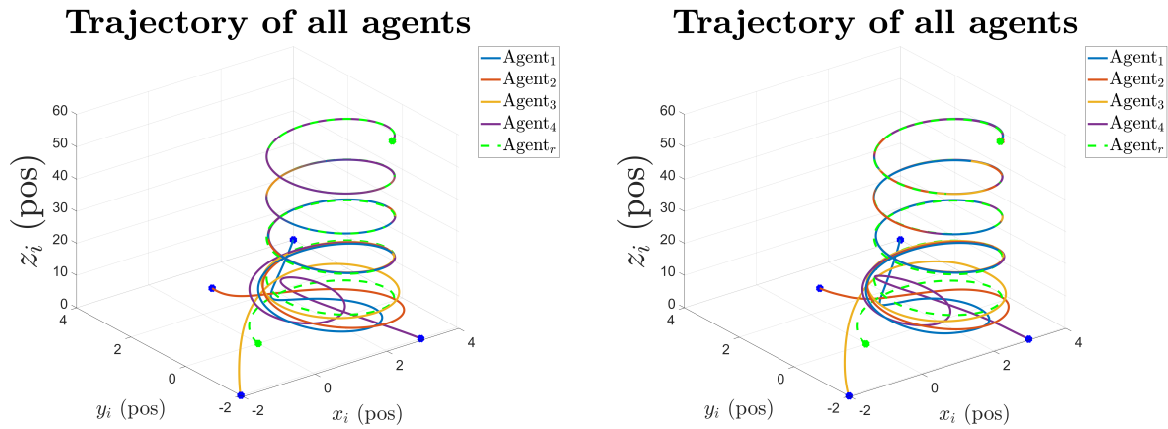 Trajectory of all agents
Agent₁
Agent₂
Agent₃
Agent₄
Agentᵣ
zᵢ (pos)
60
50
40
30
20
10
0
4
2
0
-2
yᵢ (pos)
-2
0
2
4
xᵢ (pos)
Trajectory of all agents
Agent₁
Agent₂
Agent₃
Agent₄
Agentᵣ
zᵢ (pos)
60
50
40
30
20
10
0
4
2
0
-2
yᵢ (pos)
-2
0
2
4
xᵢ (pos)